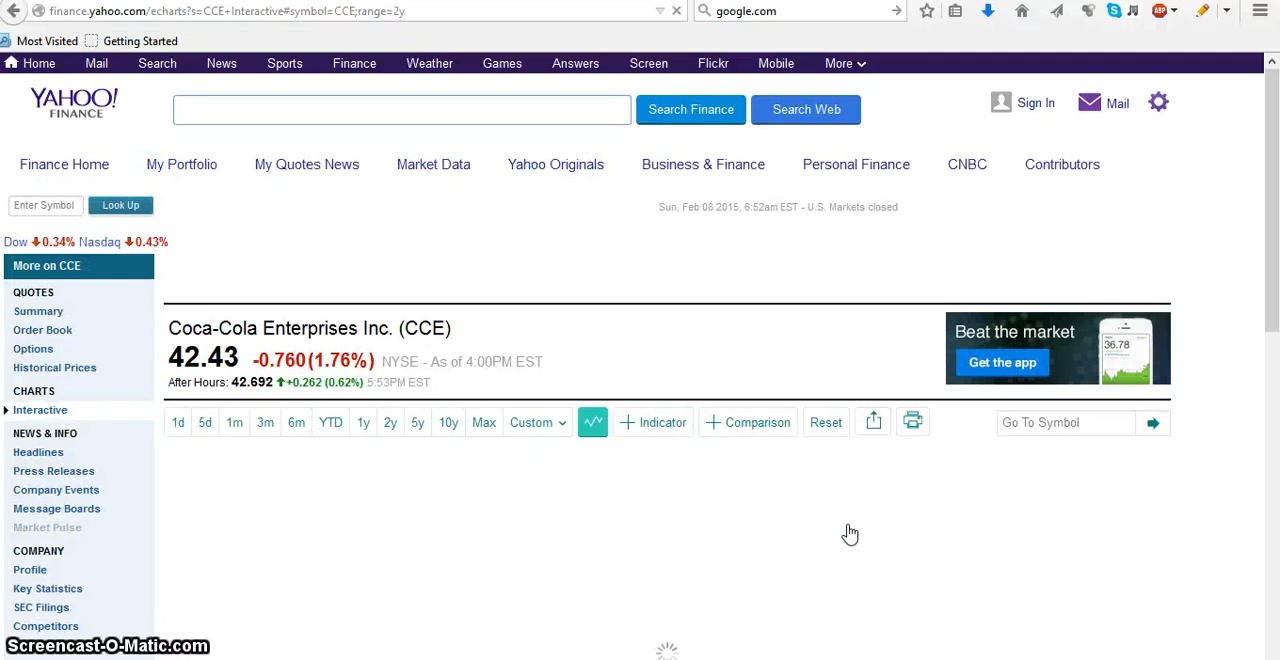 finance.yahoo.com/echarts?s=CCE+Interactive#symbol=CCE;range=2y
google.com
Most Visited Getting Started
Home Mail Search News Sports Finance Weather Games Answers Screen Flickr Mobile More
YAHOO!
FINANCE
Search Finance Search Web
Sign In Mail
Finance Home My Portfolio My Quotes News Market Data Yahoo Originals Business & Finance Personal Finance CNBC Contributors
Enter Symbol Look Up
Sun, Feb 08 2015, 6:52am EST - U.S. Markets closed
Dow 0.34% Nasdaq 0.43%
More on CCE
QUOTES
Summary
Order Book
Options
Historical Prices
CHARTS
Interactive
NEWS & INFO
Headlines
Press Releases
Company Events
Message Boards
Market Pulse
COMPANY
Profile
Key Statistics
SEC Filings
Competitors
Coca-Cola Enterprises Inc. (CCE)
42.43 -0.760(1.76%) NYSE - As of 4:00PM EST
After Hours: 42.692 +0.262 (0.62%) 5:53PM EST
Beat the market
Get the app
36.78
1d 5d 1m 3m 6m YTD 1y 2y 5y 10y Max Custom Indicator Comparison Reset Go To Symbol
Screencast-O-Matic.com